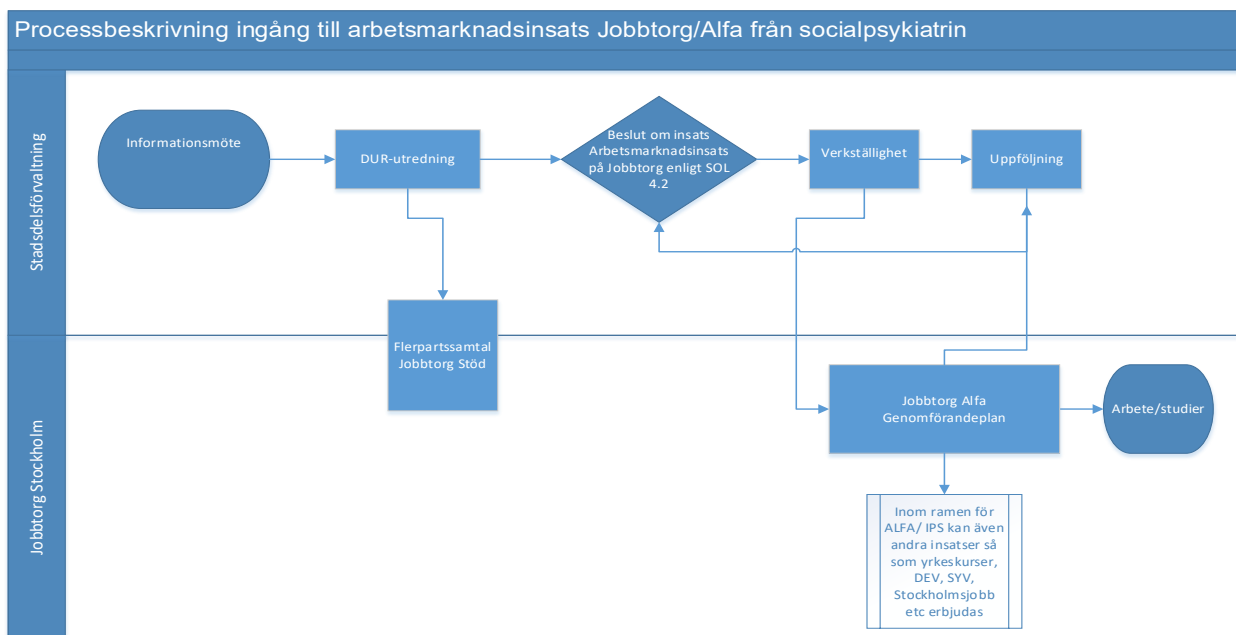 Processbeskrivning ingång till arbetsmarknadsinsats Jobbtorg/Alfa från socialpsykiatrin
Stadsdelsförvaltning
Informationsmöte
DUR-utredning
Beslut om insats
Arbetsmarknadsinsats
på Jobbtorg enligt SOL
4.2
Verkställighet
Uppföljning
Flerpartssamtal
Jobbtorg Stöd
Jobbtorg Stockholm
Jobbtorg Alfa
Genomförandeplan
Arbete/studier
Inom ramen för
ALFA/ IPS kan även
andra insatser så
som yrkeskurser,
DEV, SYV,
Stockholmsjobb
etc erbjudas